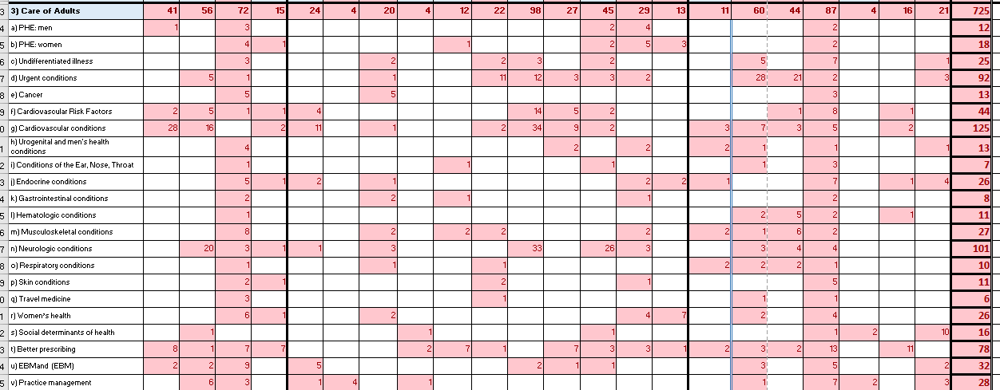 3 3) Care of Adults 41 56 72 15 24 4 20 4 12 22 98 27 45 29 13 11 60 44 87 4 16 21 725
4 a) PHE: men 1 3 2 4 2 12
5 b) PHE: women 4 1 1 2 5 3 2 18
6 c) Undifferentiated illness 3 2 2 3 2 5 7 1 25
7 d) Urgent conditions 5 1 1 11 12 3 3 2 28 21 2 3 92
8 e) Cancer 5 5 3 13
9 f) Cardiovascular Risk Factors 2 5 1 1 4 14 5 2 1 8 1 44
0 g) Cardiovascular conditions 28 16 2 11 1 2 34 9 2 3 7 3 5 2 125
h) Urogenital and men's health
1 conditions 4 2 2 2 1 1 1 13
2 i) Conditions of the Ear, Nose, Throat 1 1 1 1 3 7
3 j) Endocrine conditions 5 1 2 1 2 2 1 7 1 4 26
4 k) Gastrointestinal conditions 2 2 1 1 2 8
5 l) Hematologic conditions 1 2 5 2 1 11
6 m) Musculoskeletal conditions 8 2 2 2 2 2 1 6 2 27
7 n) Neurologic conditions 20 3 1 1 3 33 26 3 3 4 4 101
8 o) Respiratory conditions 1 1 1 2 2 2 1 10
9 p) Skin conditions 2 1 2 1 5 11
0 q) Travel medicine 3 1 1 1 6
1 r) Women's health 6 1 2 4 7 2 4 26
2 s) Social determinants of health 1 1 1 1 2 10 16
3 t) Better prescribing 8 1 7 7 2 7 1 7 3 3 1 2 3 2 13 11 78
4 u) EBMand (EBM) 2 2 9 5 2 1 1 3 5 2 32
5 v) Practice management 6 3 1 4 1 1 7 2 3 28